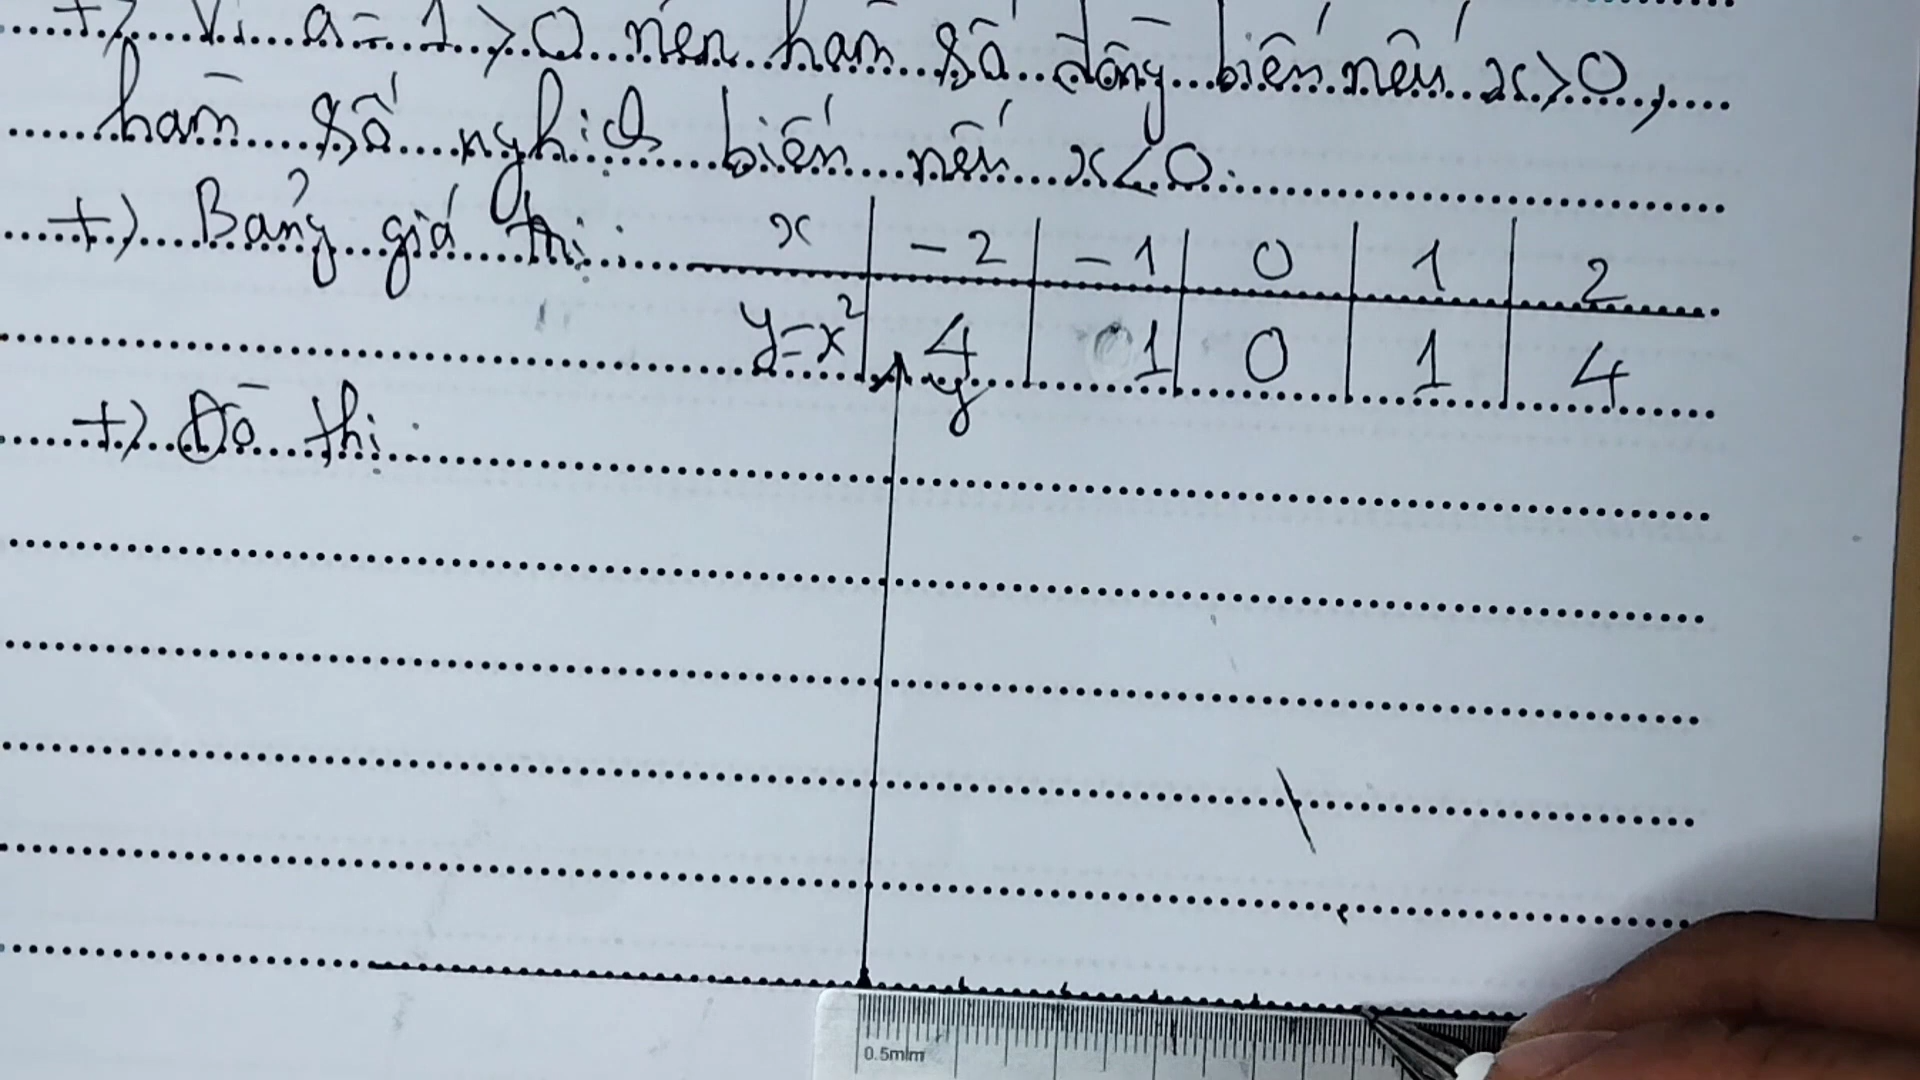 +) Vì a = 1 > 0 nên hàm số đồng biến nếu x > 0,
hàm số nghịch biến nếu x < 0.
+) Bảng giá trị:
x | -2 | -1 | 0 | 1 | 2
y = x² | 4 | 1 | 0 | 1 | 4
y
+) Đồ thị:
0.5mm